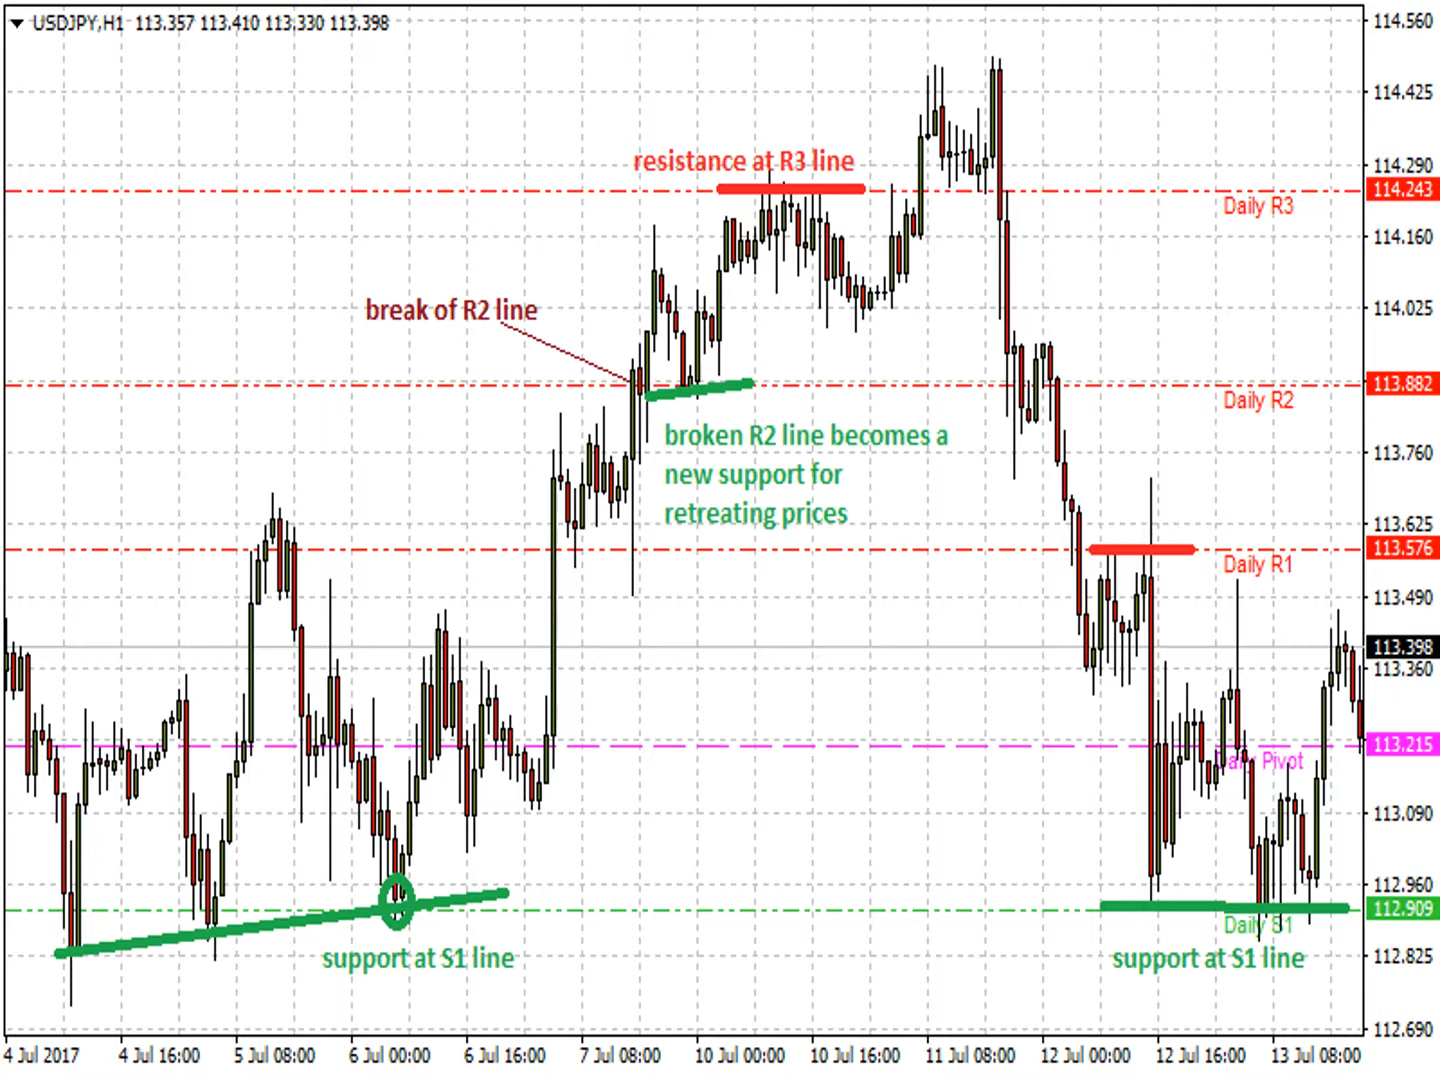 USDJPY,H1 113.357 113.410 113.330 113.398
114.560
114.425
resistance at R3 line
114.290
114.243
Daily R3
114.160
break of R2 line
114.025
113.882
Daily R2
broken R2 line becomes a
new support for
retreating prices
113.760
113.625
113.576
Daily R1
113.490
113.398
113.360
113.215
Pivot
113.090
112.960
112.909
Daily S1
support at S1 line
support at S1 line
112.825
112.690
4 Jul 2017 4 Jul 16:00 5 Jul 08:00 6 Jul 00:00 6 Jul 16:00 7 Jul 08:00 10 Jul 00:00 10 Jul 16:00 11 Jul 08:00 12 Jul 00:00 12 Jul 16:00 13 Jul 08:00